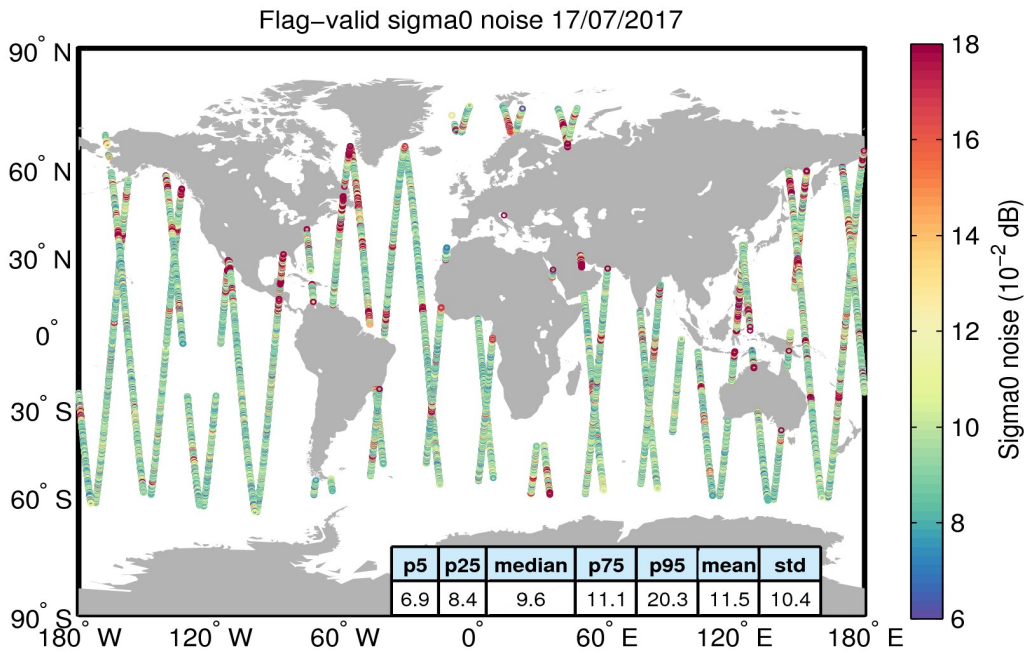 Flag−valid sigma0 noise 17/07/2017
90° N
60° N
30° N
0°
30° S
60° S
90° S
180° W 120° W 60° W 0° 60° E 120° E 180° E
p5 p25 median p75 p95 mean std
6.9 8.4 9.6 11.1 20.3 11.5 10.4
18
16
14
12
10
8
6
Sigma0 noise (10⁻² dB)